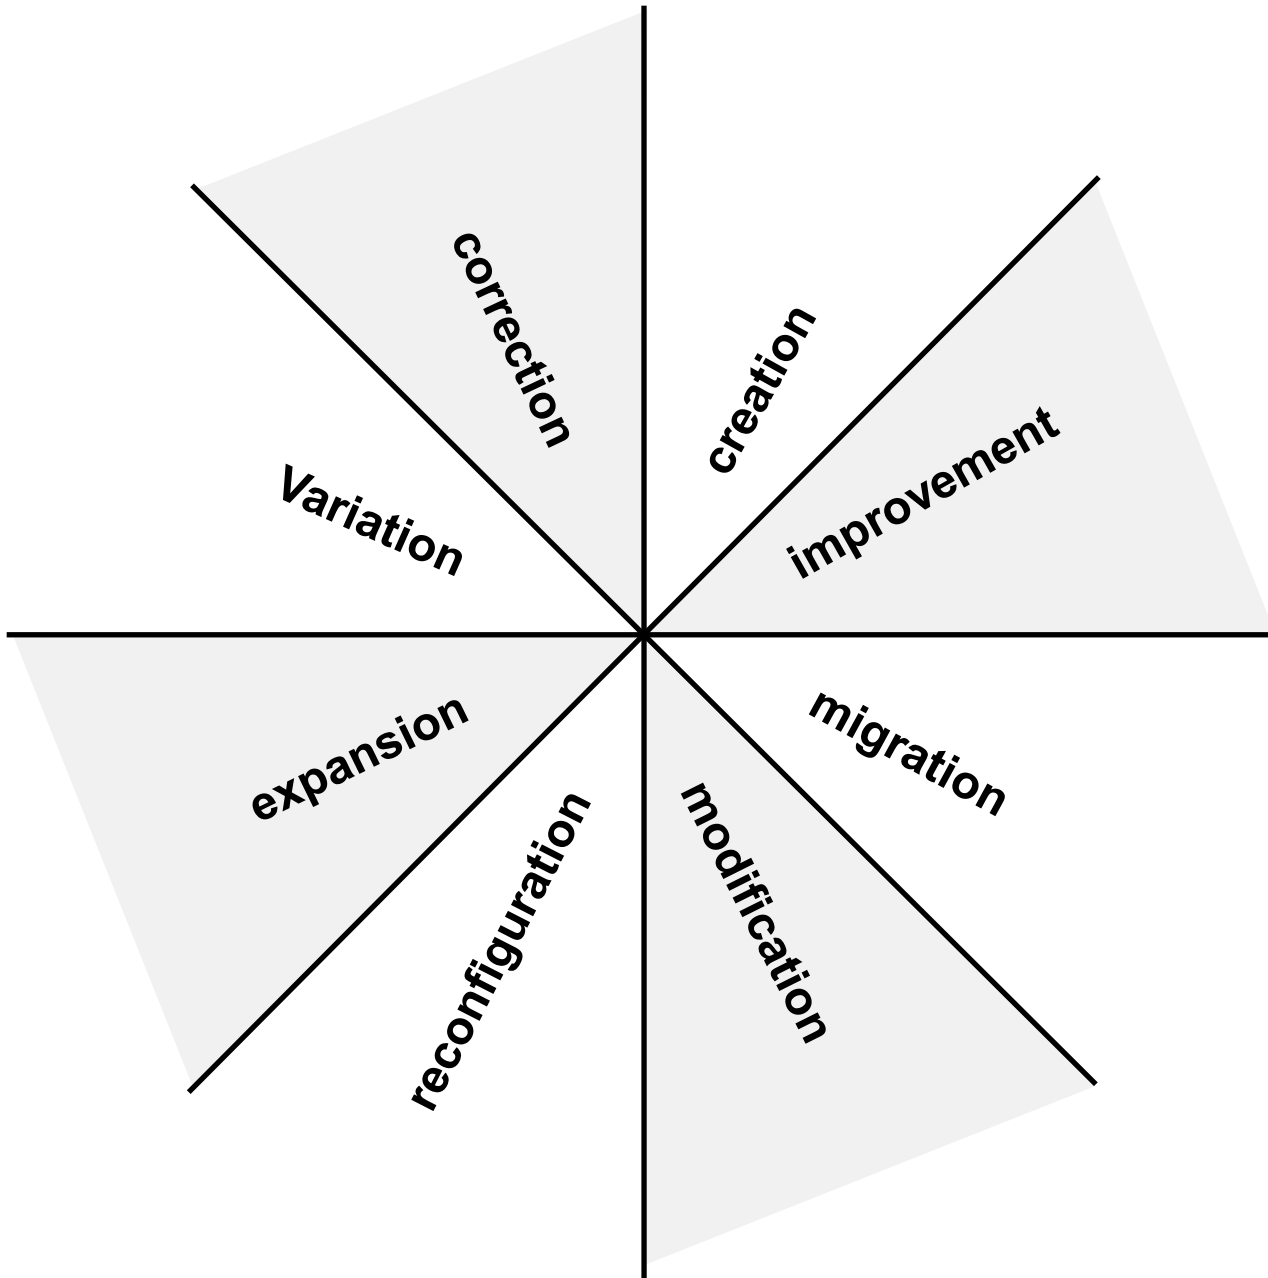 correction
creation
improvement
Variation
migration
expansion
modification
reconfiguration